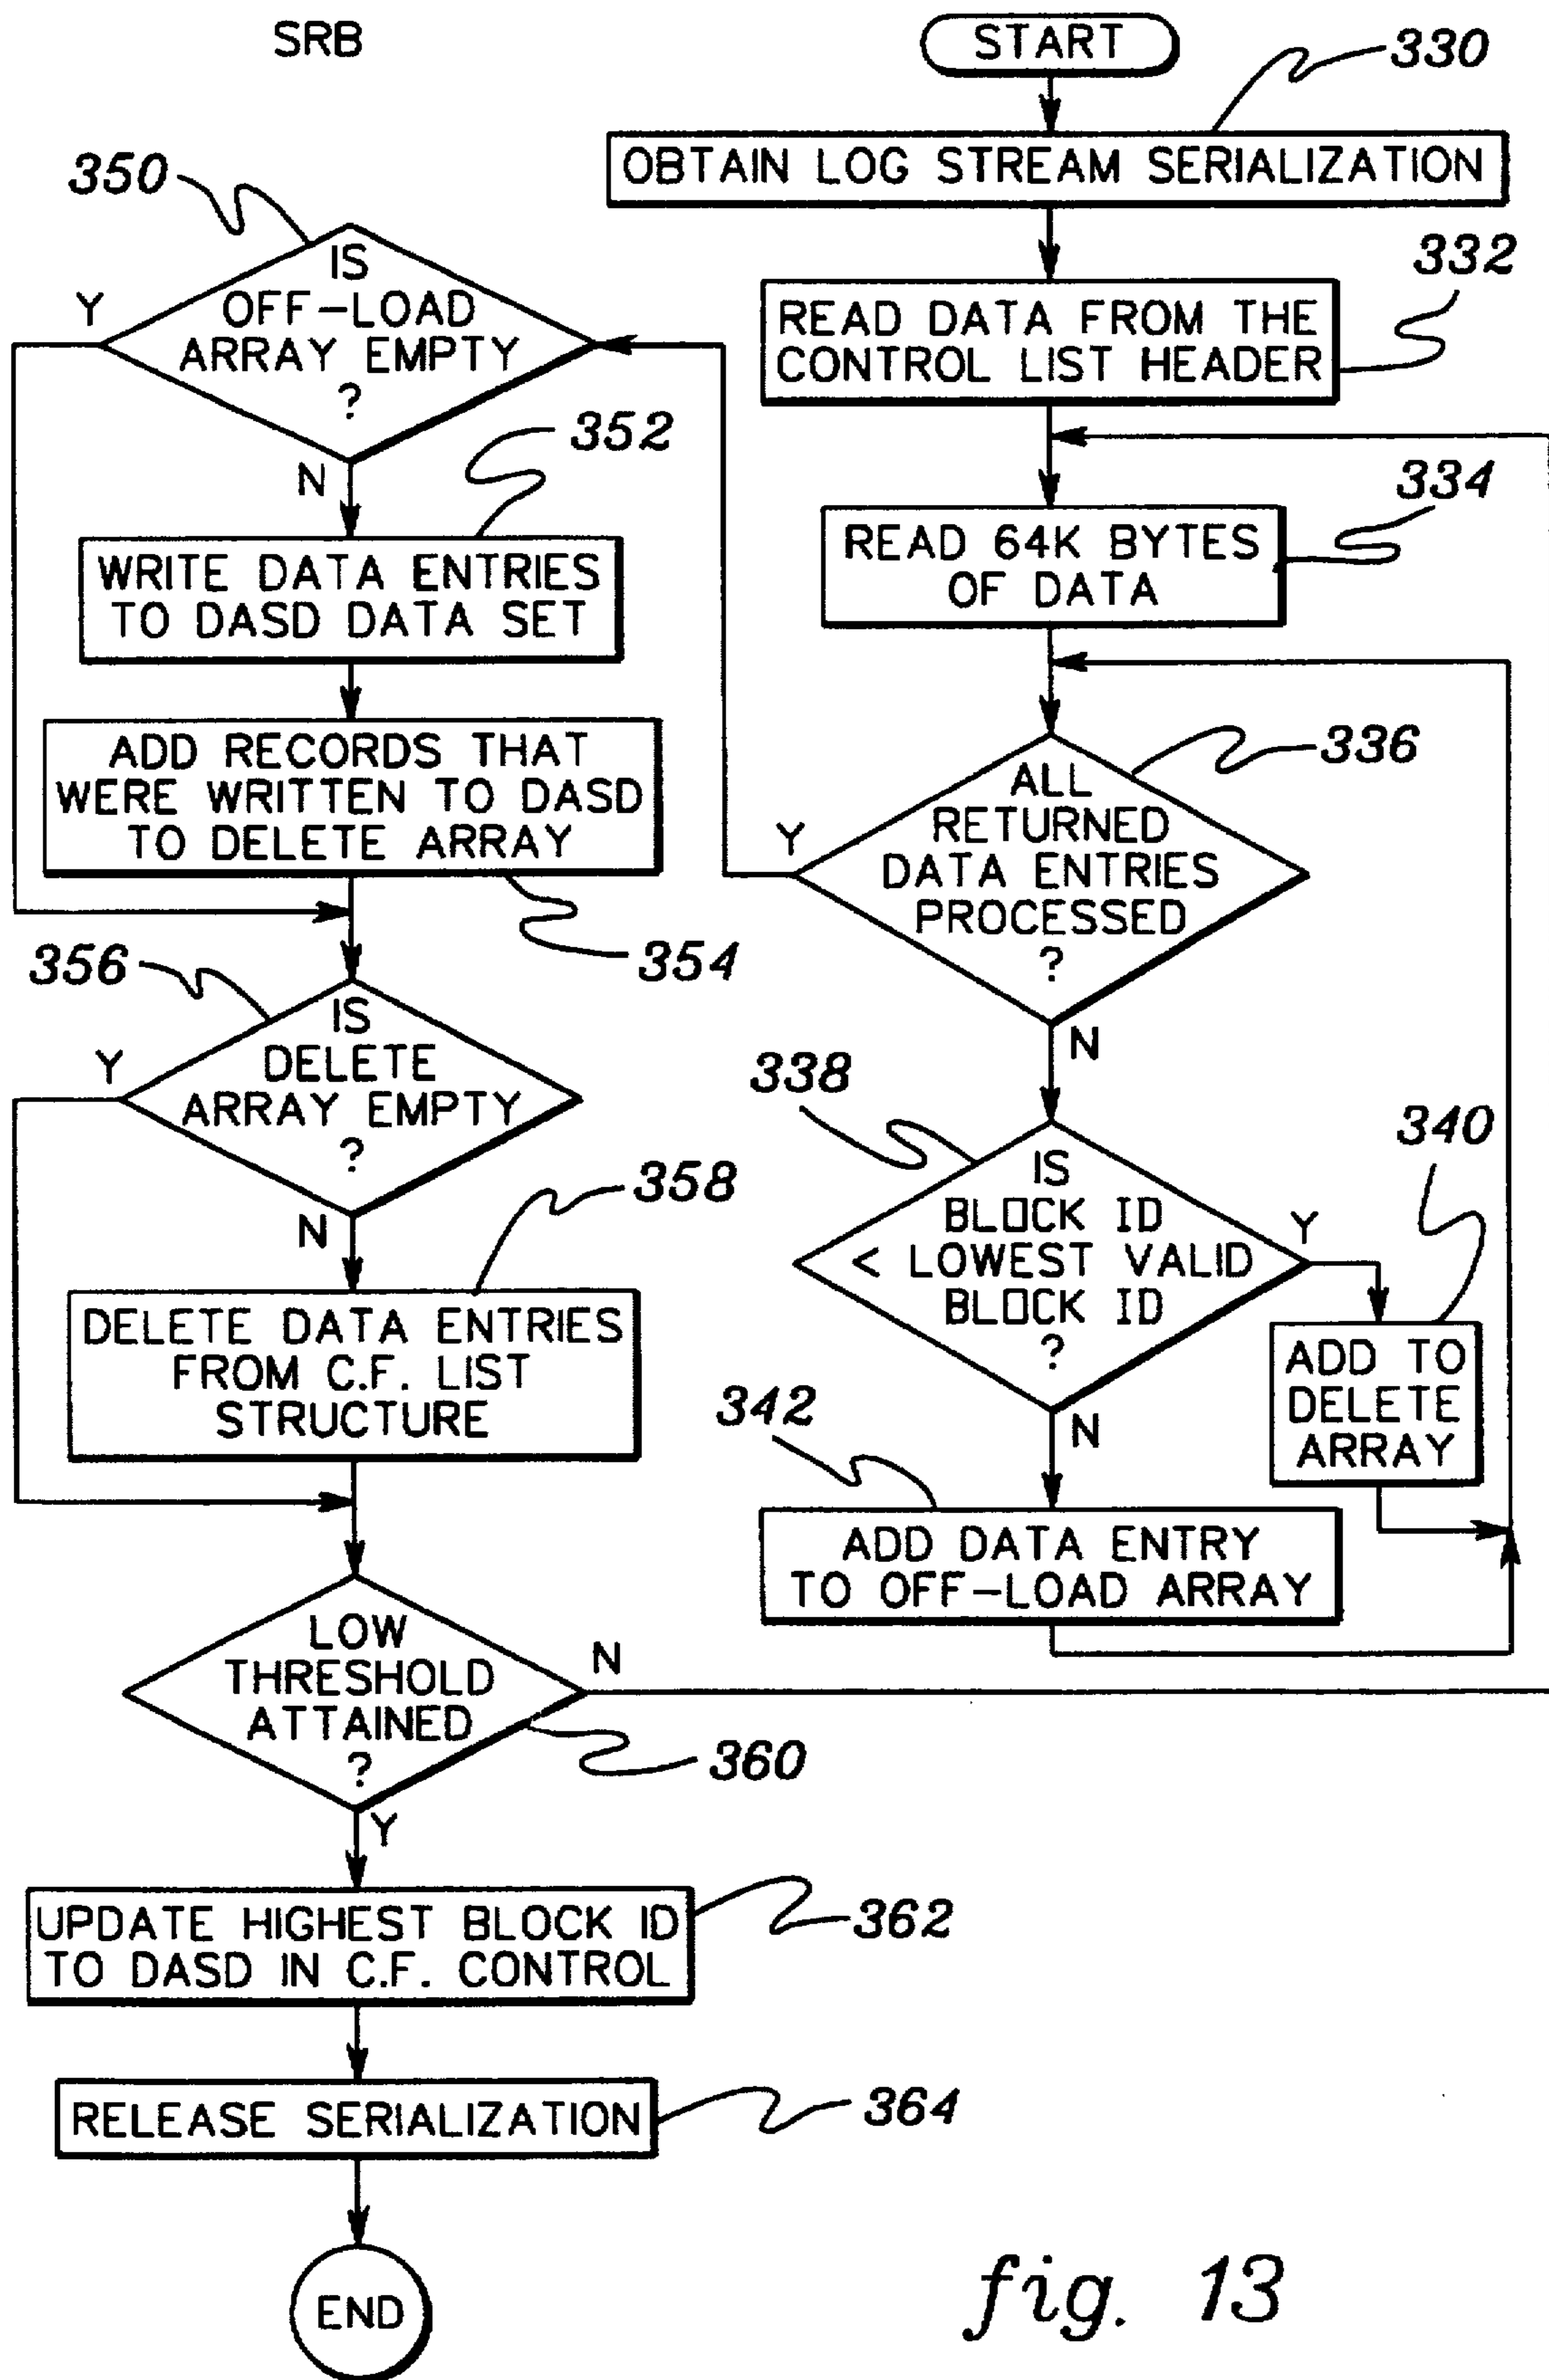 SRB
START
330
OBTAIN LOG STREAM SERIALIZATION
332
READ DATA FROM THE
CONTROL LIST HEADER
334
READ 64K BYTES
OF DATA
336
ALL
RETURNED
DATA ENTRIES
PROCESSED
?
Y
N
338
IS
BLOCK ID
< LOWEST VALID
BLOCK ID
?
Y
N
340
ADD TO
DELETE
ARRAY
342
ADD DATA ENTRY
TO OFF-LOAD ARRAY
350
IS
OFF-LOAD
ARRAY EMPTY
?
Y
N
352
WRITE DATA ENTRIES
TO DASD DATA SET
ADD RECORDS THAT
WERE WRITTEN TO DASD
TO DELETE ARRAY
354
356
IS
DELETE
ARRAY EMPTY
?
Y
N
358
DELETE DATA ENTRIES
FROM C.F. LIST
STRUCTURE
LOW
THRESHOLD
ATTAINED
?
N
360
Y
UPDATE HIGHEST BLOCK ID
TO DASD IN C.F. CONTROL
362
RELEASE SERIALIZATION
364
END
fig. 13